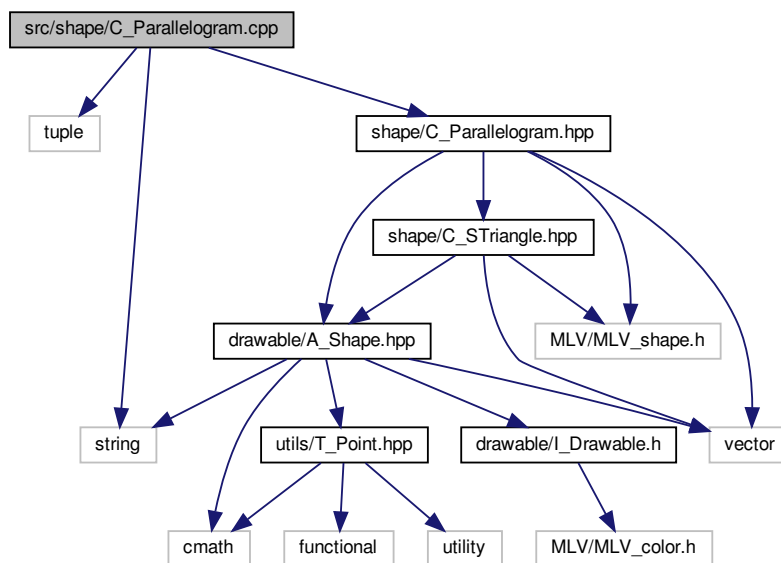 src/shape/C_Parallelogram.cpp
tuple
shape/C_Parallelogram.hpp
shape/C_STriangle.hpp
drawable/A_Shape.hpp
MLV/MLV_shape.h
string
utils/T_Point.hpp
drawable/I_Drawable.h
vector
cmath
functional
utility
MLV/MLV_color.h